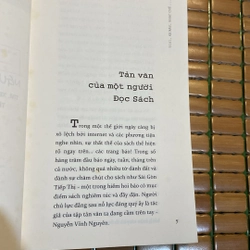 Tản văn
của một người
Đọc Sách
Trong một thế giới ngày càng bị
xô lệch bởi internet và các phương tiện
nghe nhìn, sự thất thế của sách thể hiện
rõ ngay trên... các trang báo! Trong số
hàng trăm đầu báo ngày, tuần, tháng trên
cả nước, không quá nhiều tờ dành đất và
dành sự chăm chút cho sách như Sài Gòn
Tiếp Thị - một trong hiếm hoi báo có mục
điểm sách nghiêm túc và đầy đặn. Người
chủ lực đằng sau nỗ lực đáng quý ấy là tác
giả của tập tản văn ta đang cầm trên tay -
Nguyễn Vĩnh Nguyên.
7